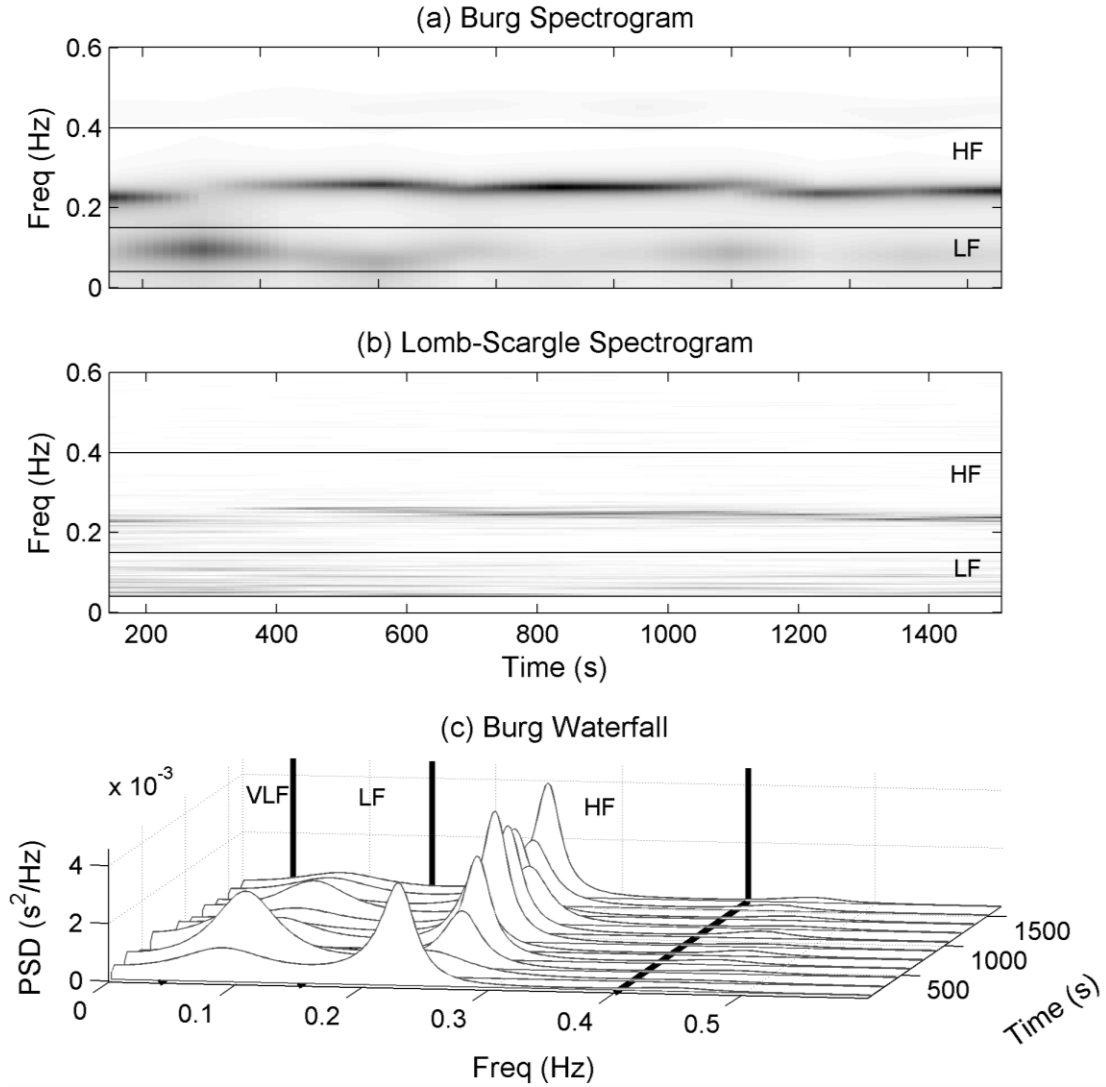 (a) Burg Spectrogram
0.6
0.4
0.2
0
Freq (Hz)
HF
LF
(b) Lomb-Scargle Spectrogram
0.6
0.4
0.2
0
Freq (Hz)
HF
LF
200 400 600 800 1000 1200 1400
Time (s)
(c) Burg Waterfall
x 10⁻³
VLF LF HF
4
2
0
PSD (s²/Hz)
0 0.1 0.2 0.3 0.4 0.5
Freq (Hz)
500 1000 1500
Time (s)